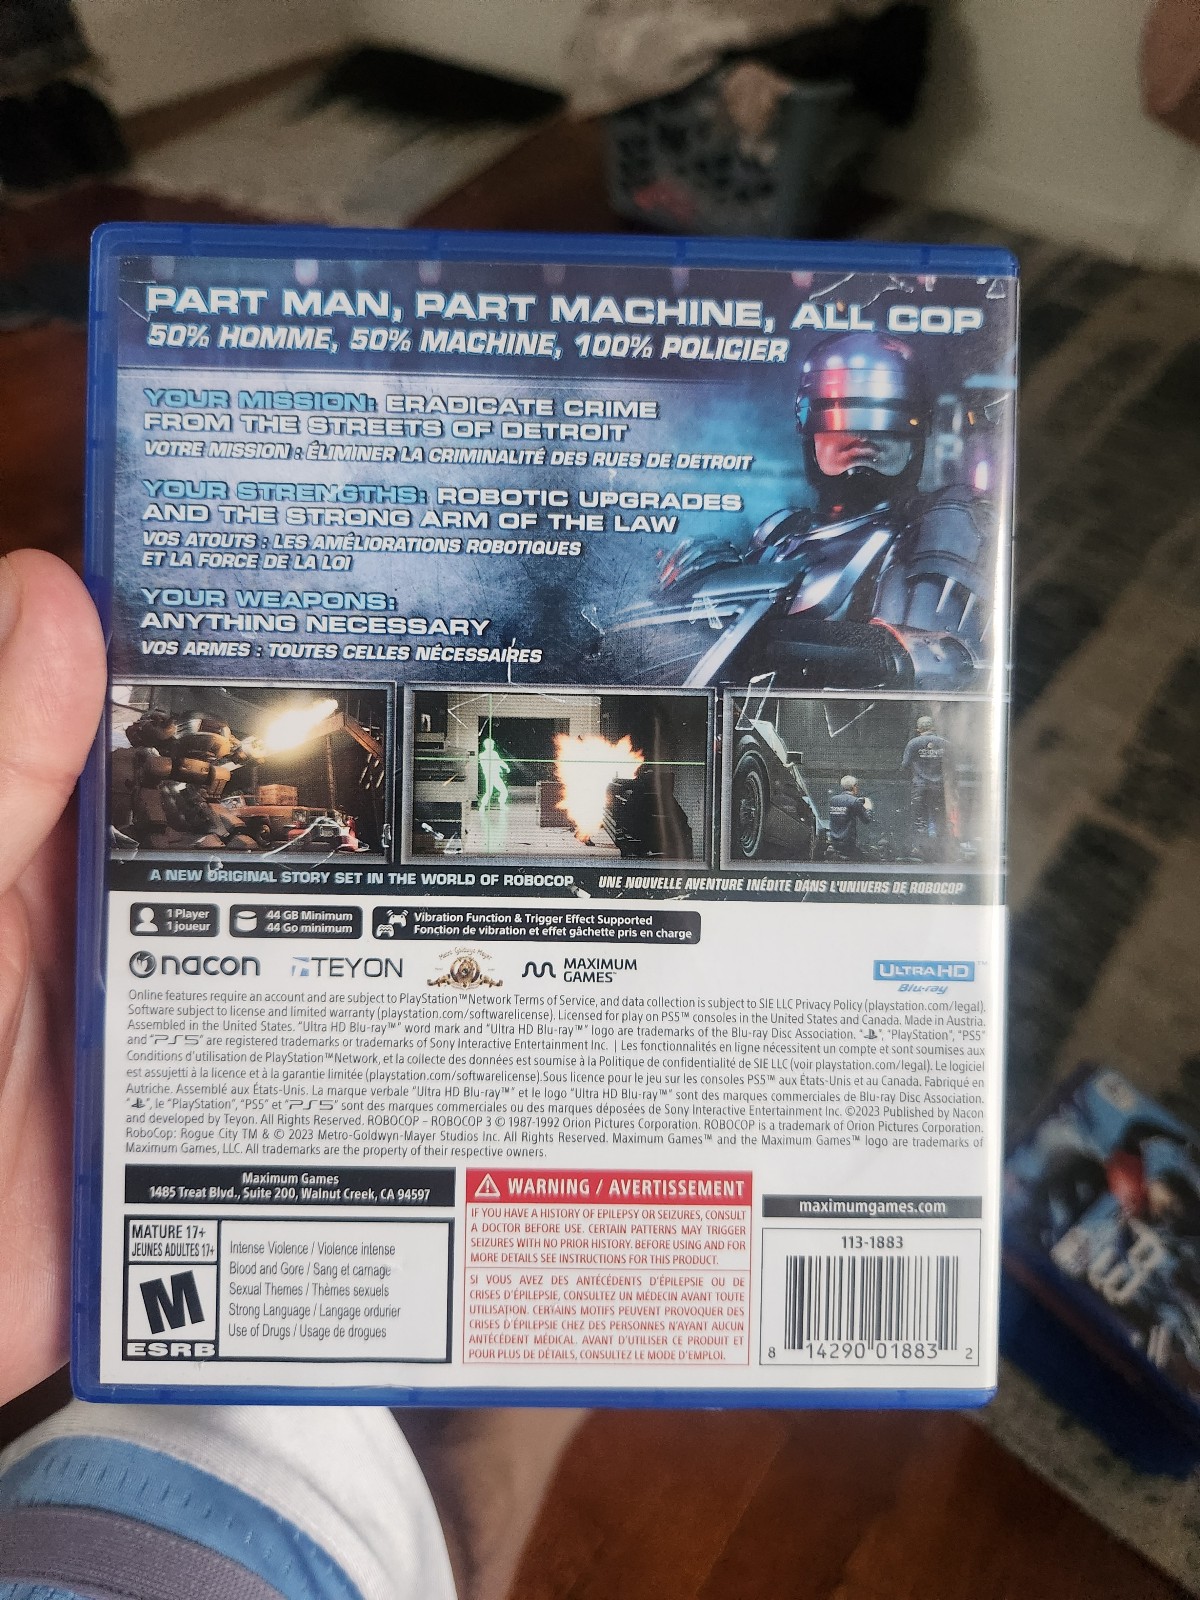 PART MAN, PART MACHINE, ALL COP
50% HOMME, 50% MACHINE, 100% POLICIER
YOUR MISSION: ERADICATE CRIME
FROM THE STREETS OF DETROIT
VOTRE MISSION : ÉLIMINER LA CRIMINALITÉ DES RUES DE DETROIT
YOUR STRENGTHS: ROBOTIC UPGRADES
AND THE STRONG ARM OF THE LAW
VOS ATOUTS : LES AMÉLIORATIONS ROBOTIQUES
ET LA FORCE DE LA LOI
YOUR WEAPONS:
ANYTHING NECESSARY
VOS ARMES : TOUTES CELLES NÉCESSAIRES
A NEW ORIGINAL STORY SET IN THE WORLD OF ROBOCOP
UNE NOUVELLE AVENTURE INÉDITE DANS L'UNIVERS DE ROBOCOP
1 Player
1 joueur
44 GB Minimum
44 Go minimum
Vibration Function & Trigger Effect Supported
Fonction de vibration et effet gâchette pris en charge
nacon
TEYON
Metro Goldwyn Mayer
MAXIMUM
GAMES™
ULTRA HD™
Blu-ray
Online features require an account and are subject to PlayStation™Network Terms of Service, and data collection is subject to SIE LLC Privacy Policy (playstation.com/legal).
Software subject to license and limited warranty (playstation.com/softwarelicense). Licensed for play on PS5™ consoles in the United States and Canada. Made in Austria.
Assembled in the United States. "Ultra HD Blu-ray™" word mark and "Ultra HD Blu-ray™" logo are trademarks of the Blu-ray Disc Association. "", "PlayStation", "PS5"
and "PS5" are registered trademarks or trademarks of Sony Interactive Entertainment Inc. | Les fonctionnalités en ligne nécessitent un compte et sont soumises aux
Conditions d'utilisation de PlayStation™Network, et la collecte des données est soumise à la Politique de confidentialité de SIE LLC (voir playstation.com/legal). Le logiciel
est assujetti à la licence et à la garantie limitée (playstation.com/softwarelicense).Sous licence pour le jeu sur les consoles PS5™ aux États-Unis et au Canada. Fabriqué en
Autriche. Assemblé aux États-Unis. La marque verbale "Ultra HD Blu-ray™" et le logo "Ultra HD Blu-ray™" sont des marques commerciales de Blu-ray Disc Association.
"", le "PlayStation", "PS5" et "PS5" sont des marques commerciales ou des marques déposées de Sony Interactive Entertainment Inc. ©2023 Published by Nacon
and developed by Teyon. All Rights Reserved. ROBOCOP – ROBOCOP 3 © 1987-1992 Orion Pictures Corporation. ROBOCOP is a trademark of Orion Pictures Corporation.
RoboCop: Rogue City TM & © 2023 Metro-Goldwyn-Mayer Studios Inc. All Rights Reserved. Maximum Games™ and the Maximum Games™ logo are trademarks of
Maximum Games, LLC. All trademarks are the property of their respective owners.
Maximum Games
1485 Treat Blvd., Suite 200, Walnut Creek, CA 94597
MATURE 17+
JEUNES ADULTES 17+
M
ESRB
Intense Violence / Violence intense
Blood and Gore / Sang et carnage
Sexual Themes / Thèmes sexuels
Strong Language / Langage ordurier
Use of Drugs / Usage de drogues
WARNING / AVERTISSEMENT
IF YOU HAVE A HISTORY OF EPILEPSY OR SEIZURES, CONSULT
A DOCTOR BEFORE USE. CERTAIN PATTERNS MAY TRIGGER
SEIZURES WITH NO PRIOR HISTORY. BEFORE USING AND FOR
MORE DETAILS SEE INSTRUCTIONS FOR THIS PRODUCT.
SI VOUS AVEZ DES ANTÉCÉDENTS D'ÉPILEPSIE OU DE
CRISES D'ÉPILEPSIE, CONSULTEZ UN MÉDECIN AVANT TOUTE
UTILISATION. CERTAINS MOTIFS PEUVENT PROVOQUER DES
CRISES D'ÉPILEPSIE CHEZ DES PERSONNES N'AYANT AUCUN
ANTÉCÉDENT MÉDICAL. AVANT D'UTILISER CE PRODUIT ET
POUR PLUS DE DÉTAILS, CONSULTEZ LE MODE D'EMPLOI.
maximumgames.com
113-1883
8 14290 01883 2